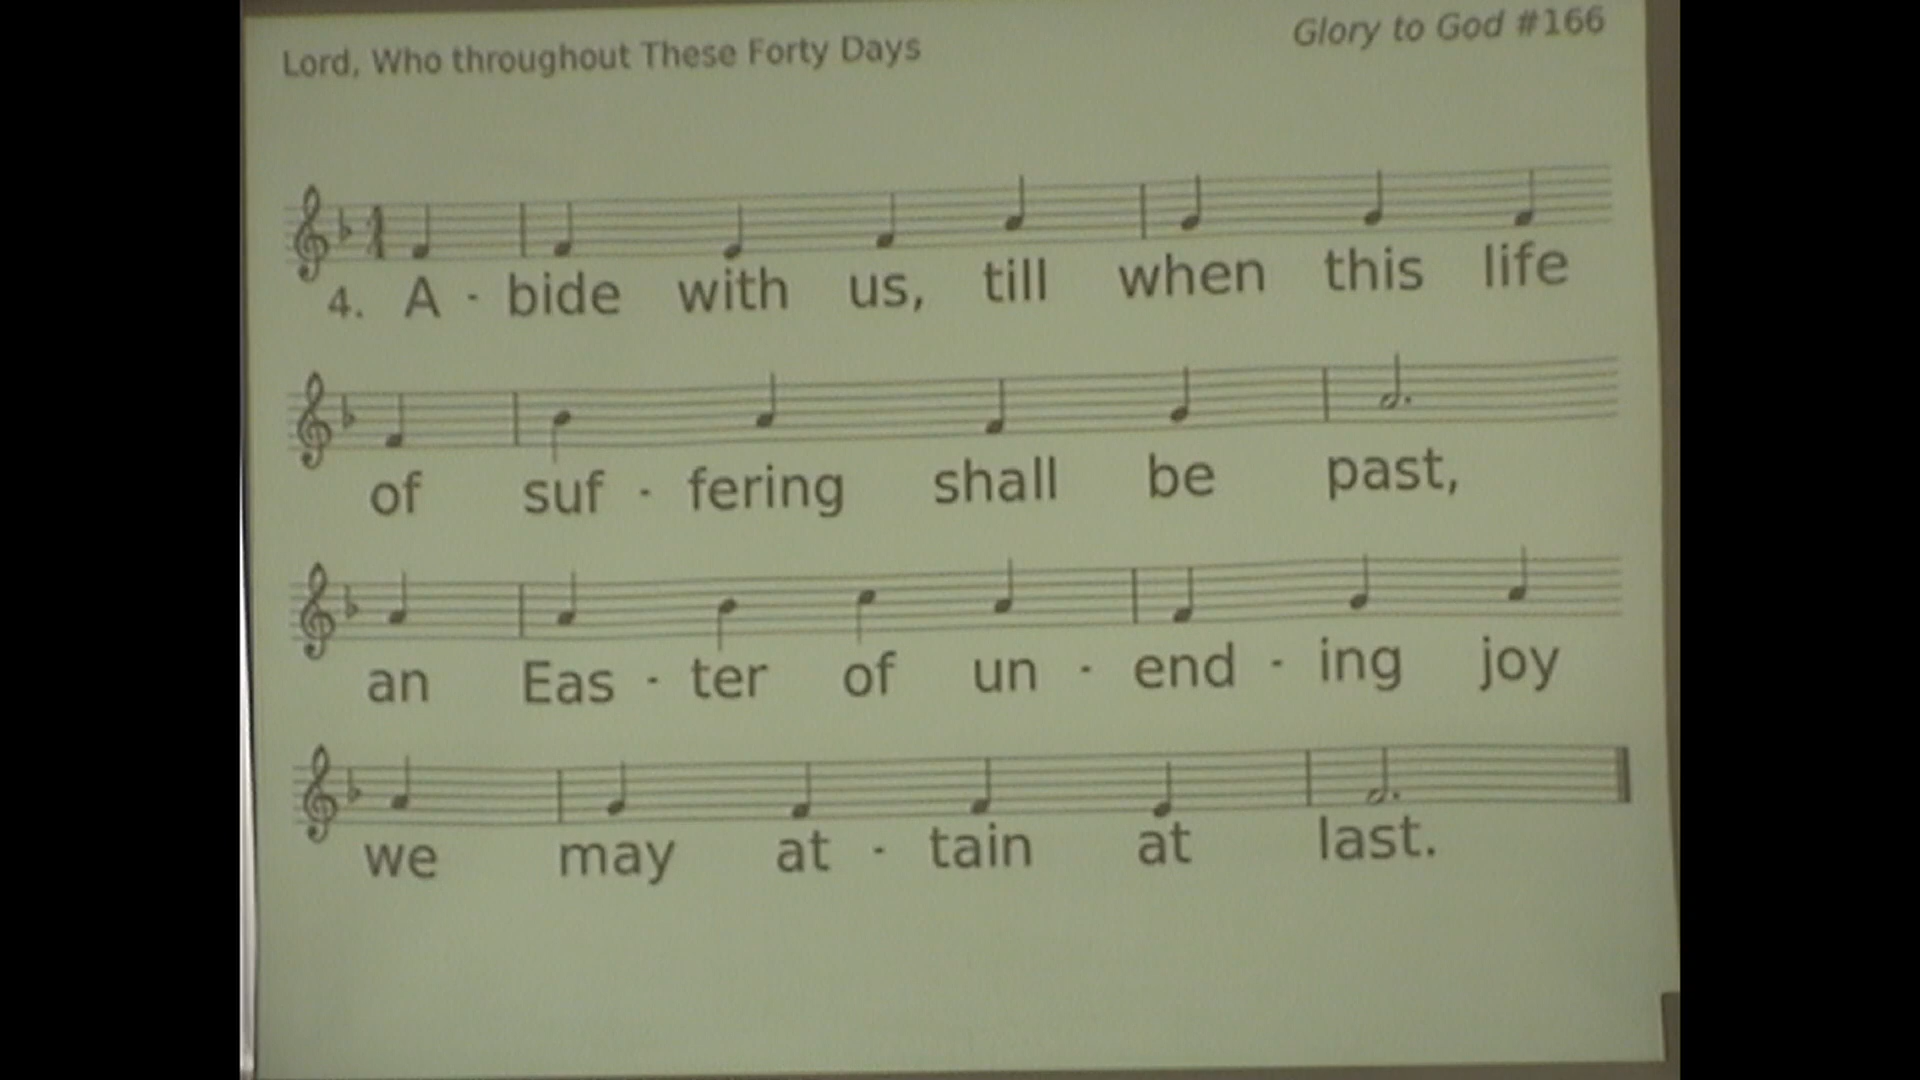 Lord, Who throughout These Forty Days
Glory to God #166
4. A - bide with us, till when this life
of suf - fering shall be past,
an Eas - ter of un - end - ing joy
we may at - tain at last.